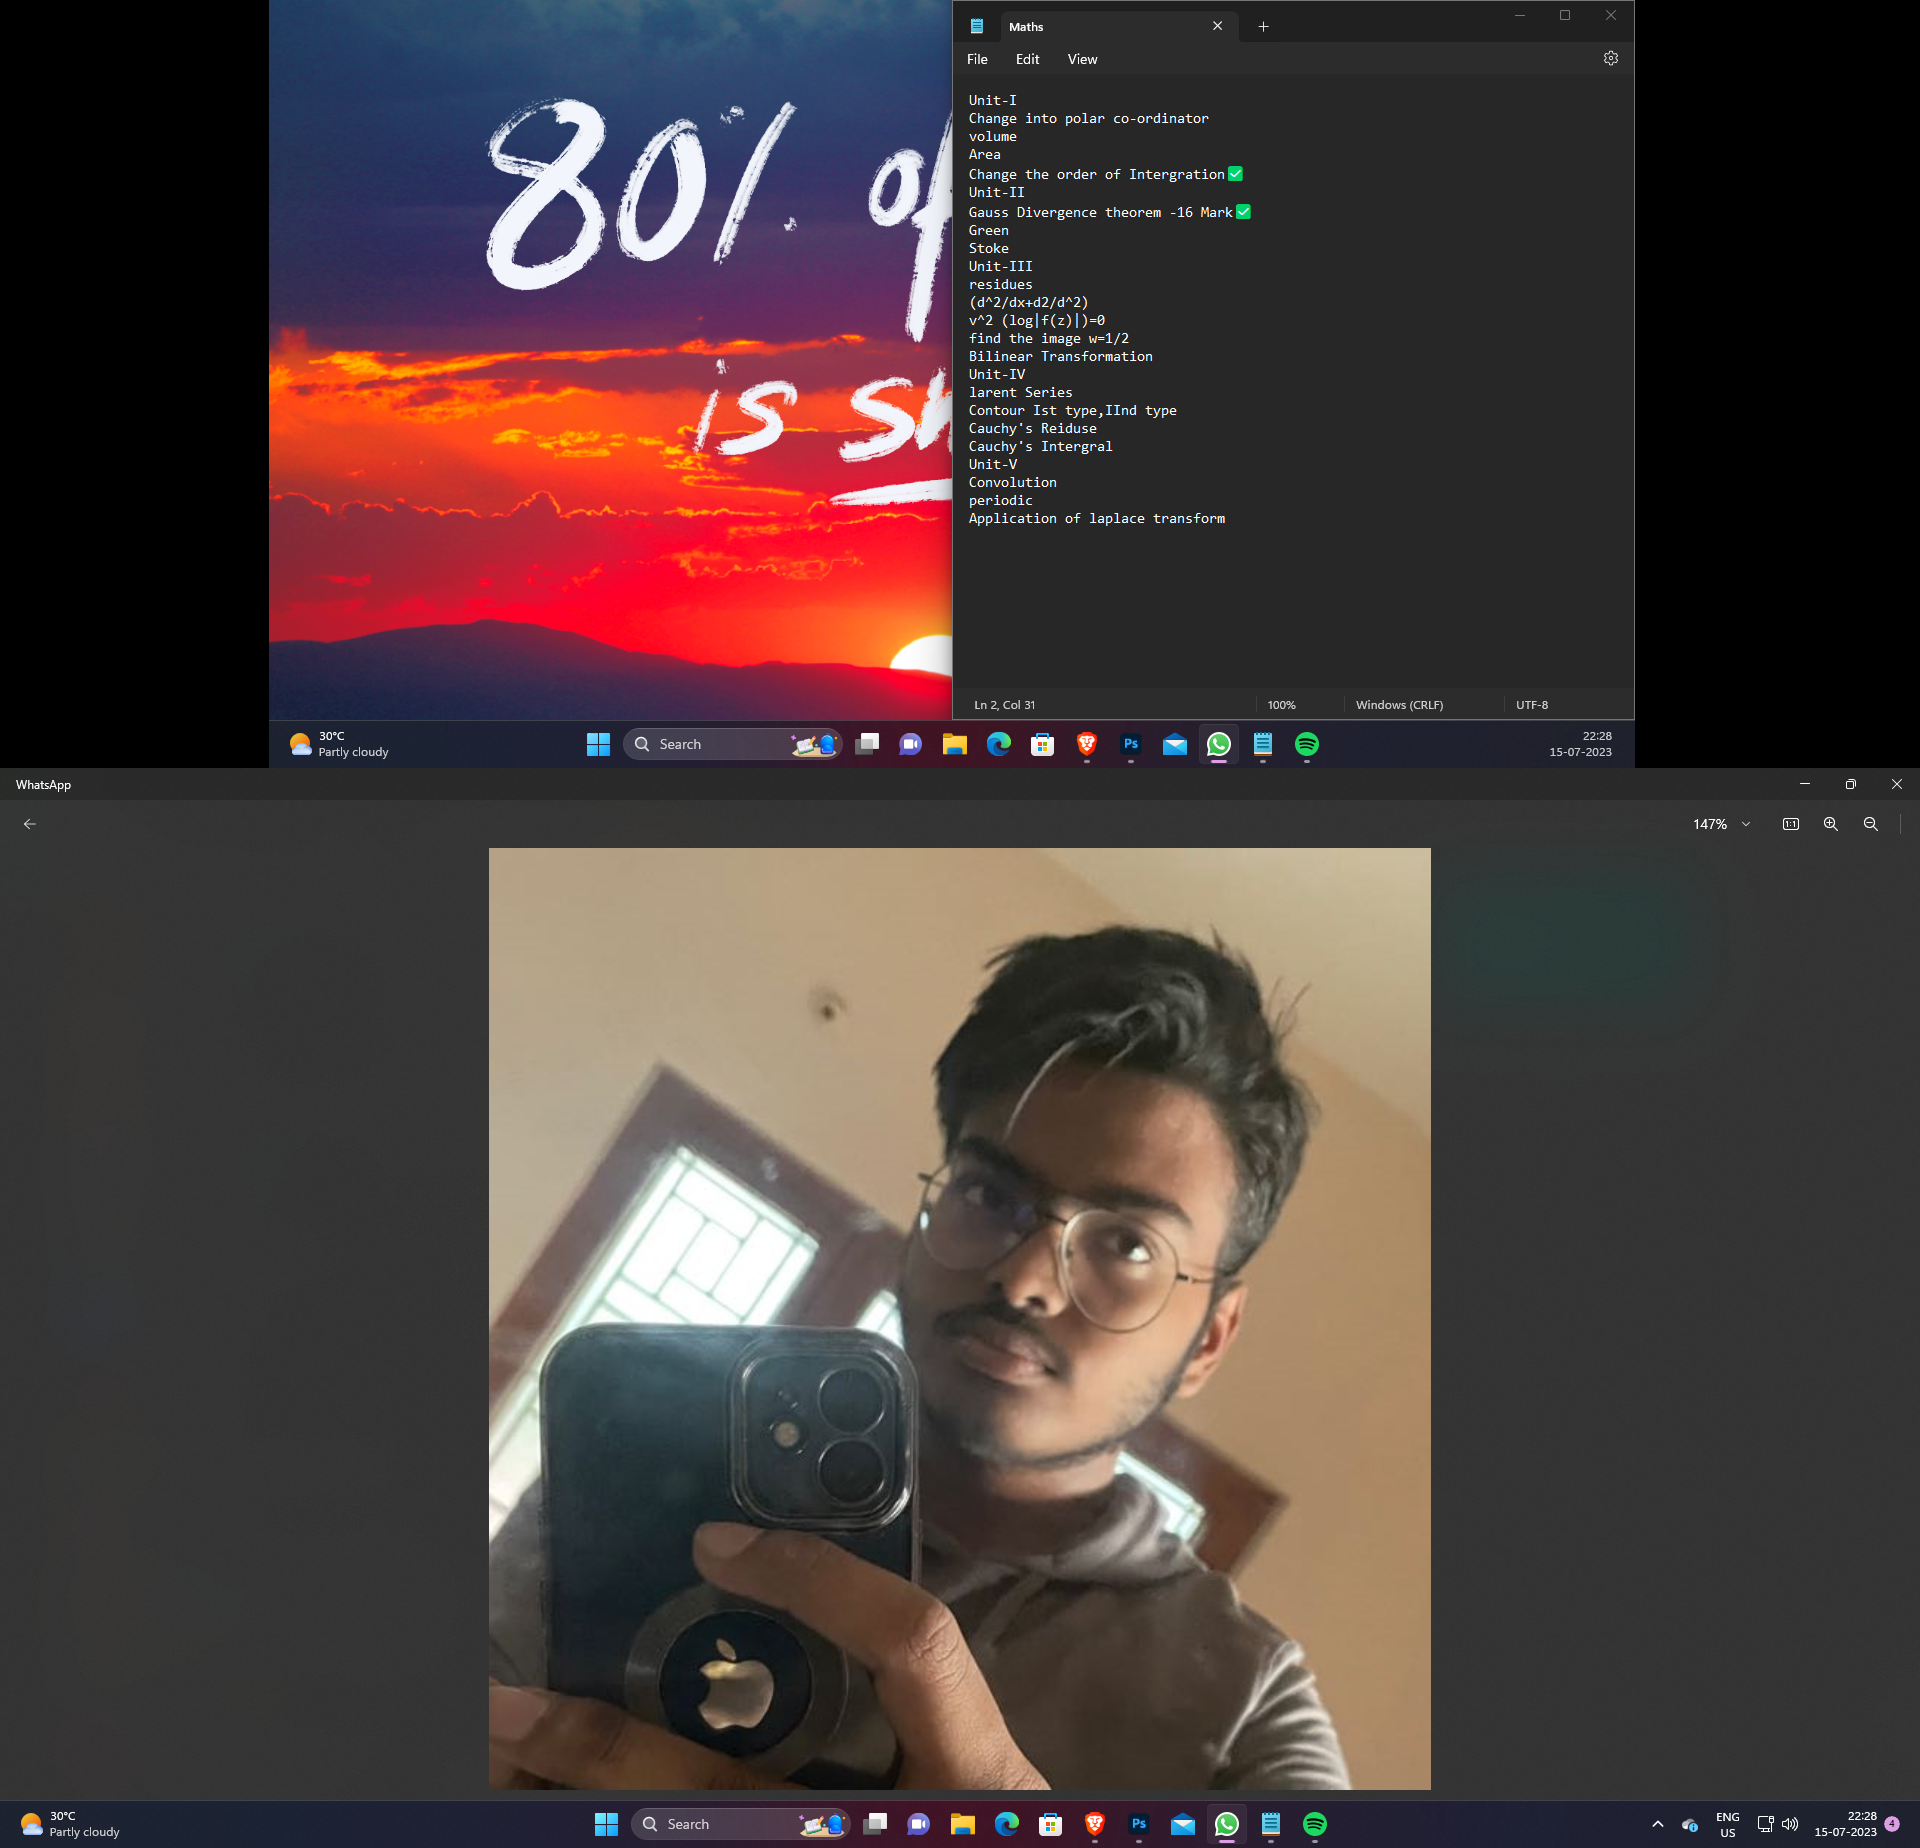 80% of
is
Maths
File Edit View
Unit-I
Change into polar co-ordinator
volume
Area
Change the order of Intergration✅
Unit-II
Gauss Divergence theorem -16 Mark✅
Green
Stoke
Unit-III
residues
(d^2/dx+d2/d^2)
v^2 (log|f(z)|)=0
find the image w=1/2
Bilinear Transformation
Unit-IV
larent Series
Contour Ist type,IInd type
Cauchy's Reiduse
Cauchy's Intergral
Unit-V
Convolution
periodic
Application of laplace transform
Ln 2, Col 31 100% Windows (CRLF) UTF-8
30°C
Partly cloudy
Search
Ps
22:28
15-07-2023
WhatsApp
147%
1:1
30°C
Partly cloudy
Search
Ps
ENG
US
22:28
15-07-2023
4